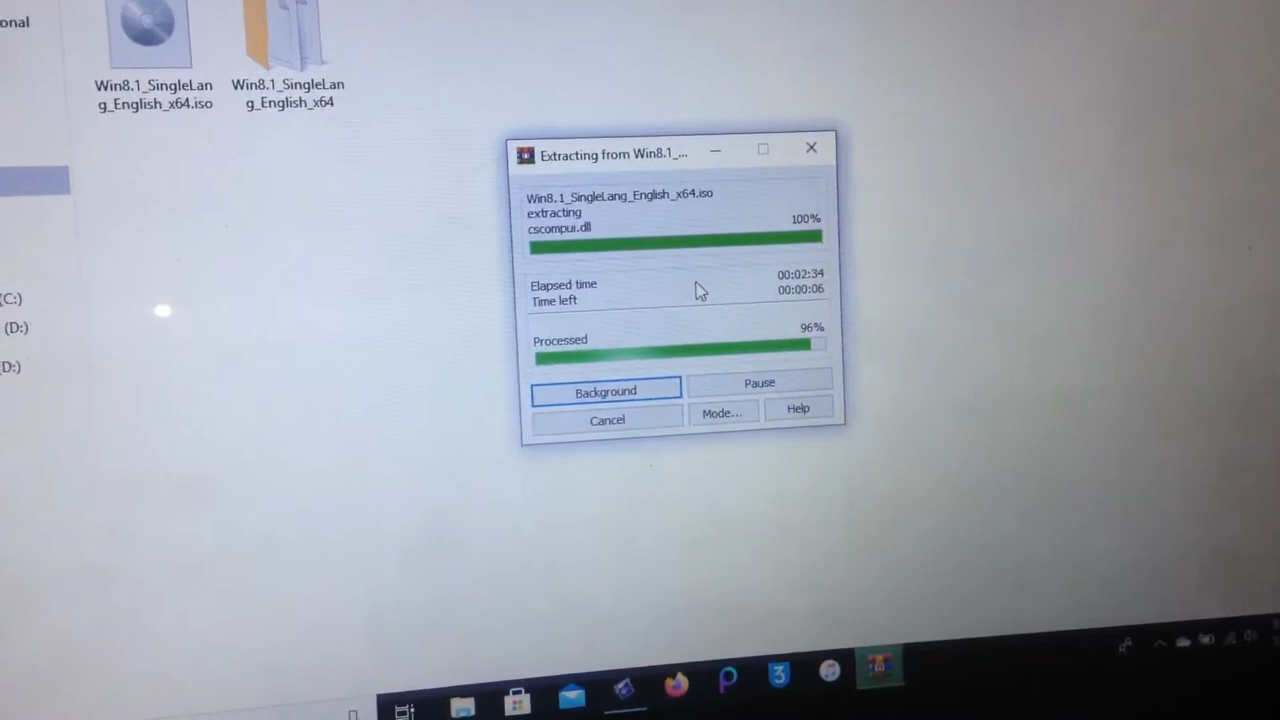 onal
Win8.1_SingleLan
g_English_x64.iso
Win8.1_SingleLan
g_English_x64
(C:)
(D:)
(D:)
Extracting from Win8.1_...
Win8.1_SingleLang_English_x64.iso
extracting
cscompui.dll
100%
Elapsed time 00:02:34
Time left 00:00:06
Processed 96%
Background
Pause
Cancel
Mode...
Help